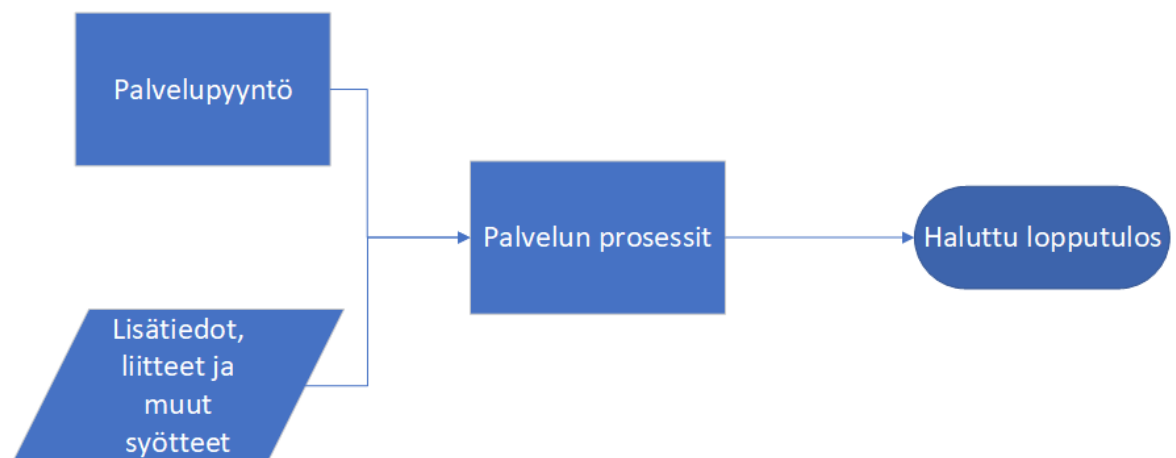 Palvelupyyntö
Palvelun prosessit
Haluttu lopputulos
Lisätiedot,
liitteet ja
muut
syötteet